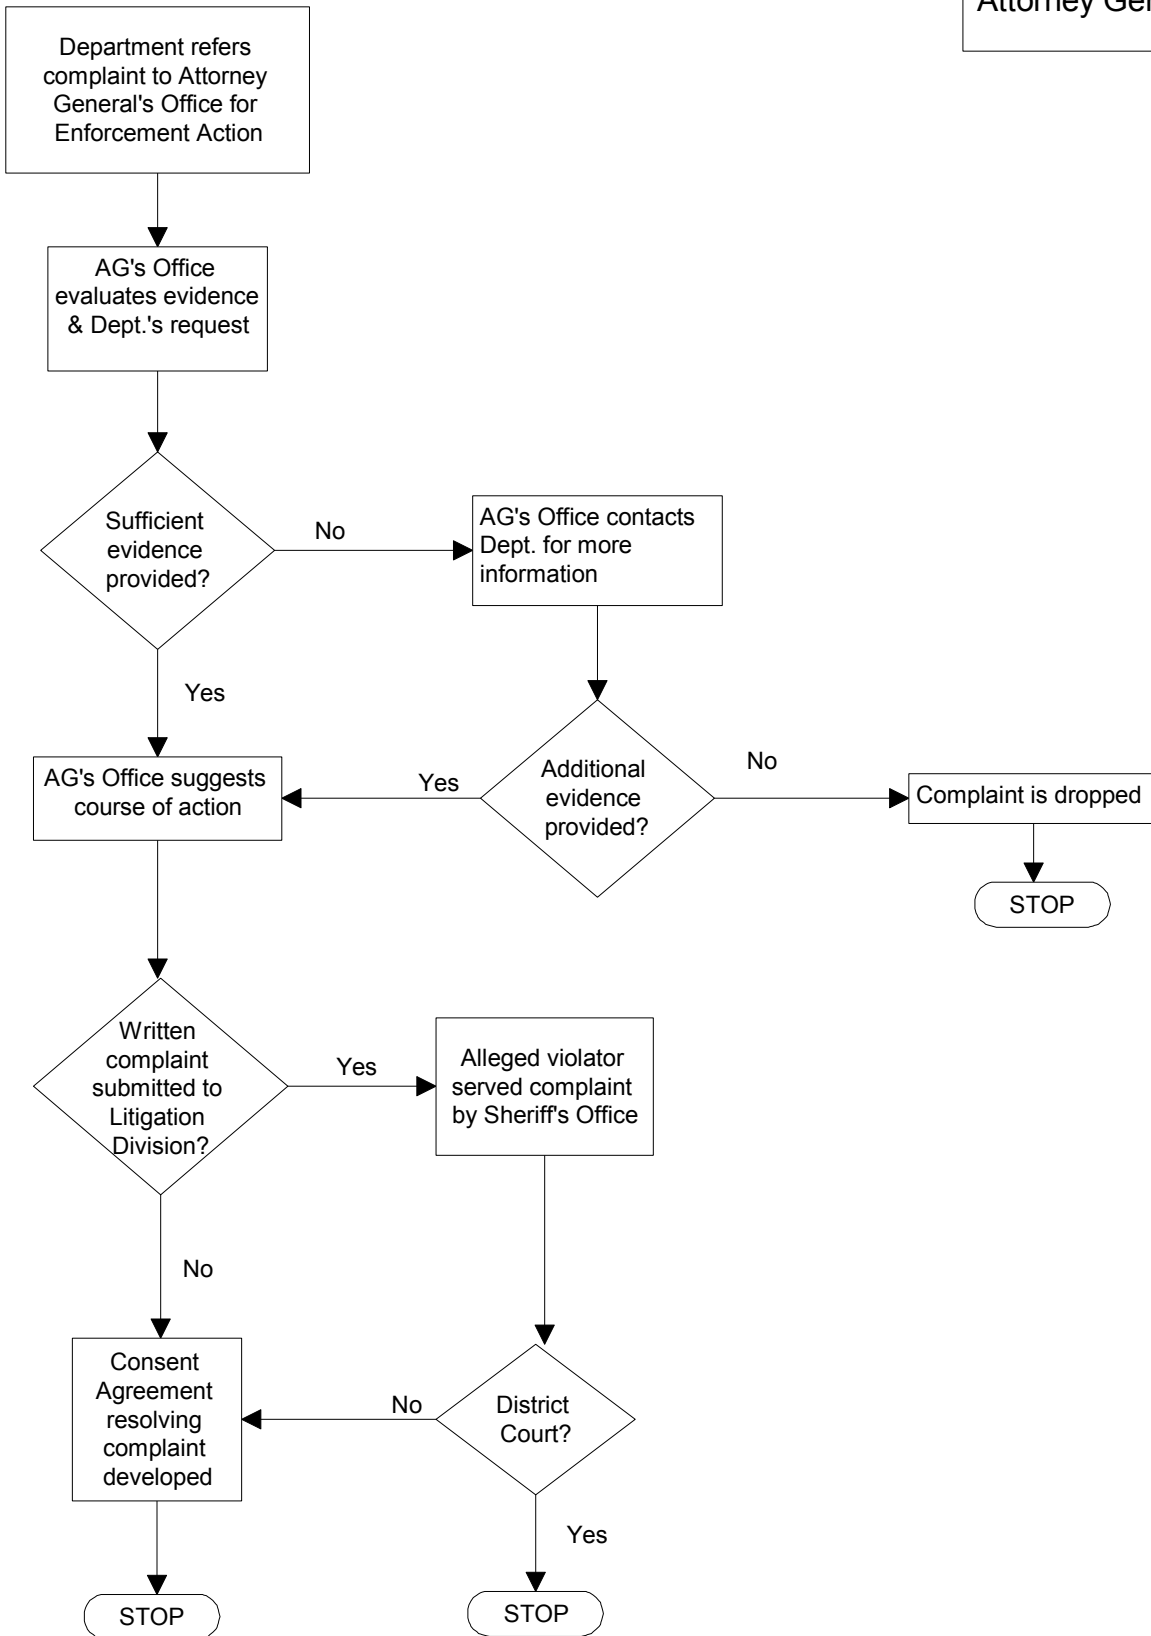 Attorney Gen
Department refers
complaint to Attorney
General's Office for
Enforcement Action
AG's Office
evaluates evidence
& Dept.'s request
Sufficient
evidence
provided?
No
AG's Office contacts
Dept. for more
information
Yes
AG's Office suggests
course of action
Yes
Additional
evidence
provided?
No
Complaint is dropped
STOP
Written
complaint
submitted to
Litigation
Division?
Yes
Alleged violator
served complaint
by Sheriff's Office
No
Consent
Agreement
resolving
complaint
developed
No
District
Court?
Yes
STOP
STOP